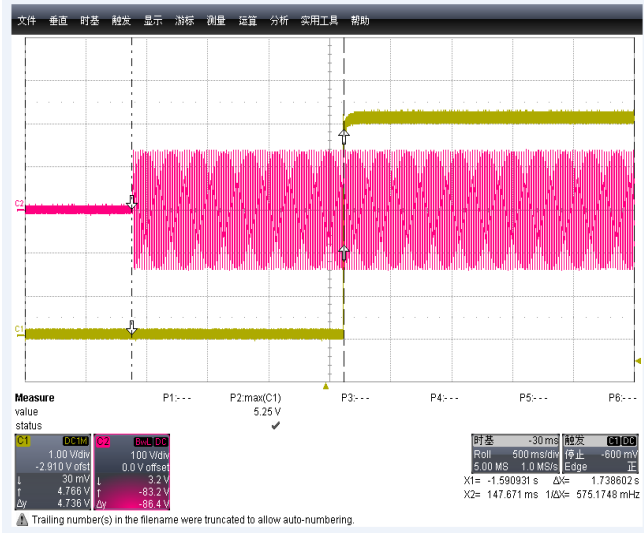 文件 垂直 时基 触发 显示 游标 测量 运算 分析 实用工具 帮助
C2
C1
Measure P1:- - - P2:max(C1) P3:- - - P4:- - - P5:- - - P6:- - -
value 5.25 V
status
C1 DC1M
1.00 V/div
-2.910 V ofst
↓ 30 mV
↑ 4.766 V
Δy 4.736 V
C2 BwL DC
100 V/div
0.0 V offset
↓ 3.2 V
↑ -83.2 V
Δy -86.4 V
时基 -30 ms
Roll 500 ms/div
5.00 MS 1.0 MS/s
触发 C1 DC
停止 -600 mV
Edge 正
X1= -1.590931 s ΔX= 1.738602 s
X2= 147.671 ms 1/ΔX= 575.1748 mHz
Trailing number(s) in the filename were truncated to allow auto-numbering.